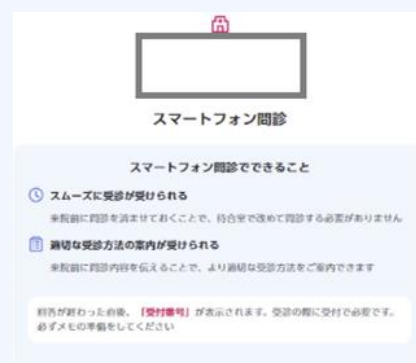 スマートフォン問診
スマートフォン問診でできること
スムーズに受診が受けられる
来院前に問診を済ませておくことで、待合室で改めて問診する必要がありません
適切な受診方法の案内が受けられる
来院前に問診内容を伝えることで、より適切な受診方法をご案内できます
回答が終わった直後、「受付番号」が表示されます。受診の際に受付で必要です。
必ずメモの準備をしてください